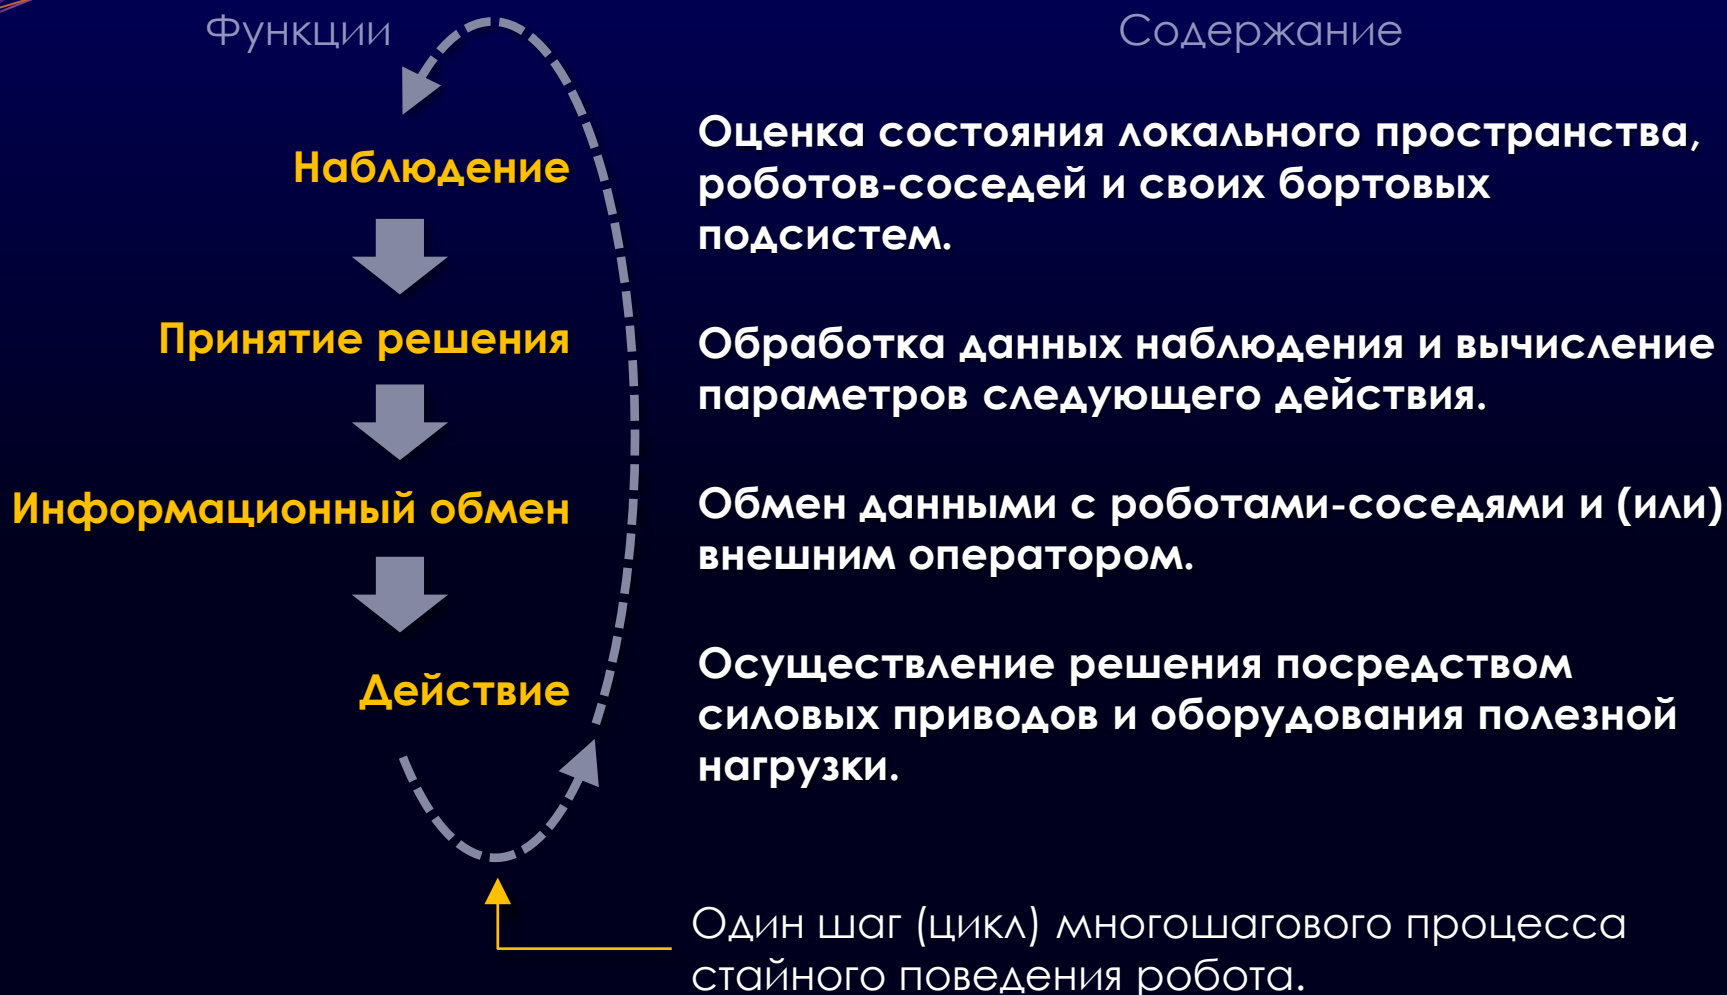 Функции
Содержание
Наблюдение
Оценка состояния локального пространства,
роботов-соседей и своих бортовых
подсистем.
Принятие решения
Обработка данных наблюдения и вычисление
параметров следующего действия.
Информационный обмен
Обмен данными с роботами-соседями и (или)
внешним оператором.
Действие
Осуществление решения посредством
силовых приводов и оборудования полезной
нагрузки.
Один шаг (цикл) многошагового процесса
стайного поведения робота.